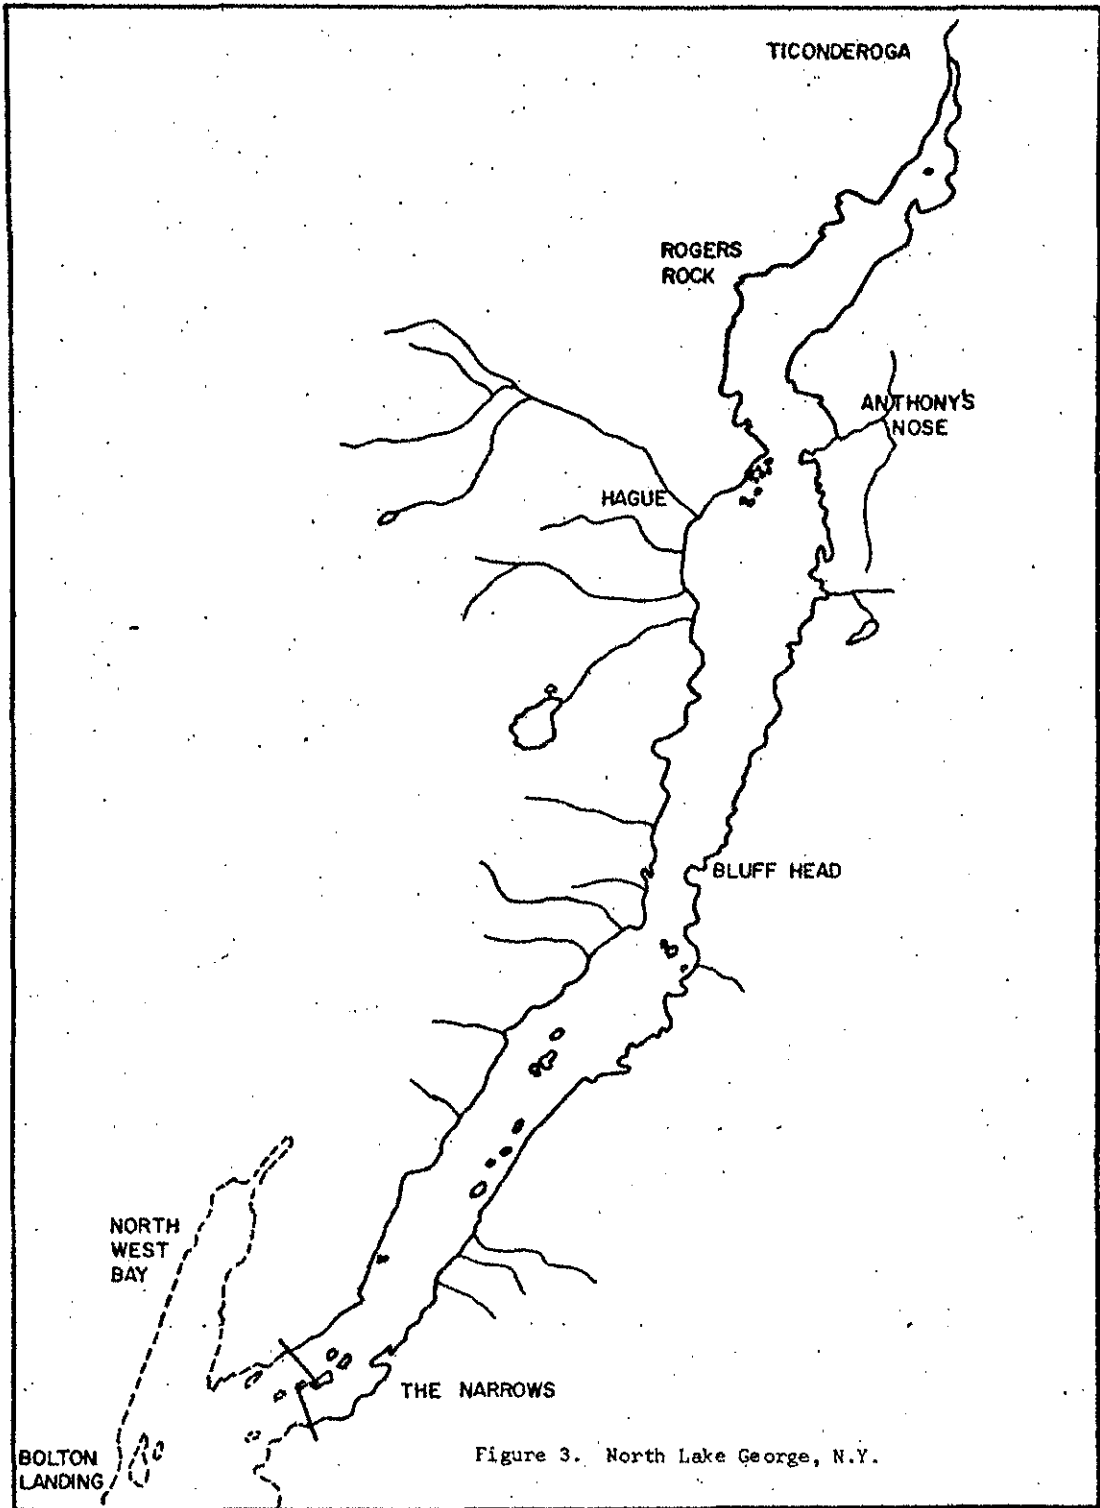 TICONDEROGA
ROGERS
ROCK
ANTHONY'S
NOSE
HAGUE
BLUFF HEAD
NORTH
WEST
BAY
THE NARROWS
BOLTON
LANDING
Figure 3. North Lake George, N.Y.